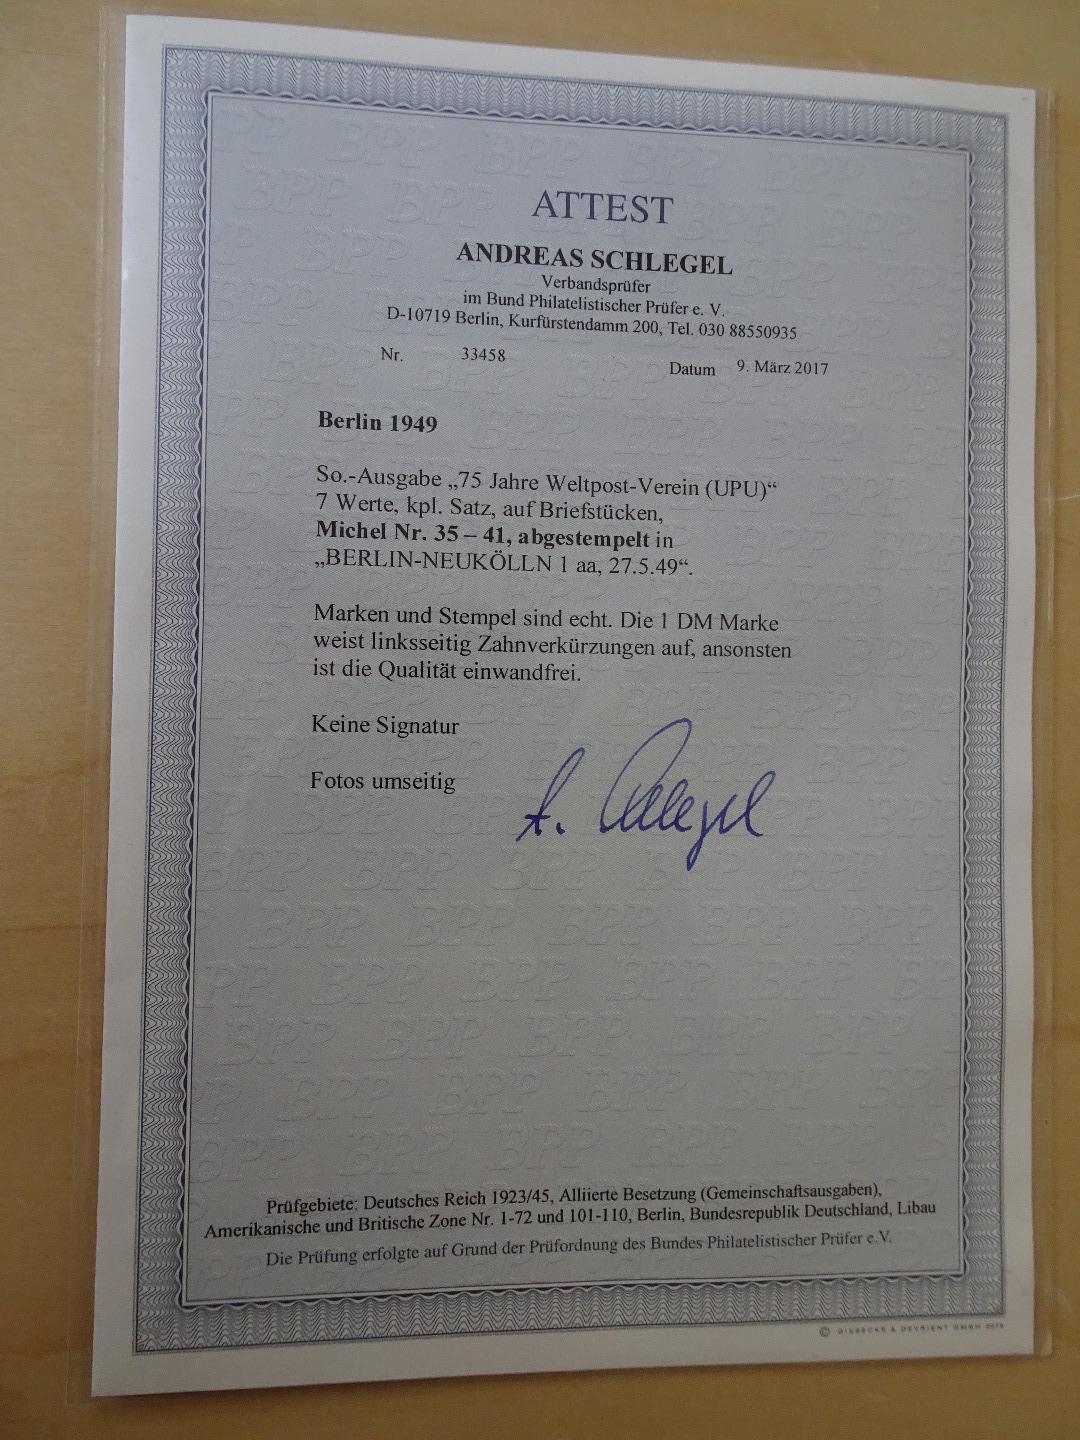 ATTEST
ANDREAS SCHLEGEL
Verbandsprüfer
im Bund Philatelistischer Prüfer e. V.
D-10719 Berlin, Kurfürstendamm 200, Tel. 030 88550935
Nr. 33458 Datum 9. März 2017
Berlin 1949
So.-Ausgabe „75 Jahre Weltpost-Verein (UPU)“
7 Werte, kpl. Satz, auf Briefstücken,
Michel Nr. 35 – 41, abgestempelt in
„BERLIN-NEUKÖLLN 1 aa, 27.5.49“.
Marken und Stempel sind echt. Die 1 DM Marke
weist linksseitig Zahnverkürzungen auf, ansonsten
ist die Qualität einwandfrei.
Keine Signatur
Fotos umseitig
A. Schlegel
Prüfgebiete: Deutsches Reich 1923/45, Alliierte Besetzung (Gemeinschaftsausgaben),
Amerikanische und Britische Zone Nr. 1-72 und 101-110, Berlin, Bundesrepublik Deutschland, Libau
Die Prüfung erfolgte auf Grund der Prüfordnung des Bundes Philatelistischer Prüfer e.V.
© GIESECKE & DEVRIENT GMBH